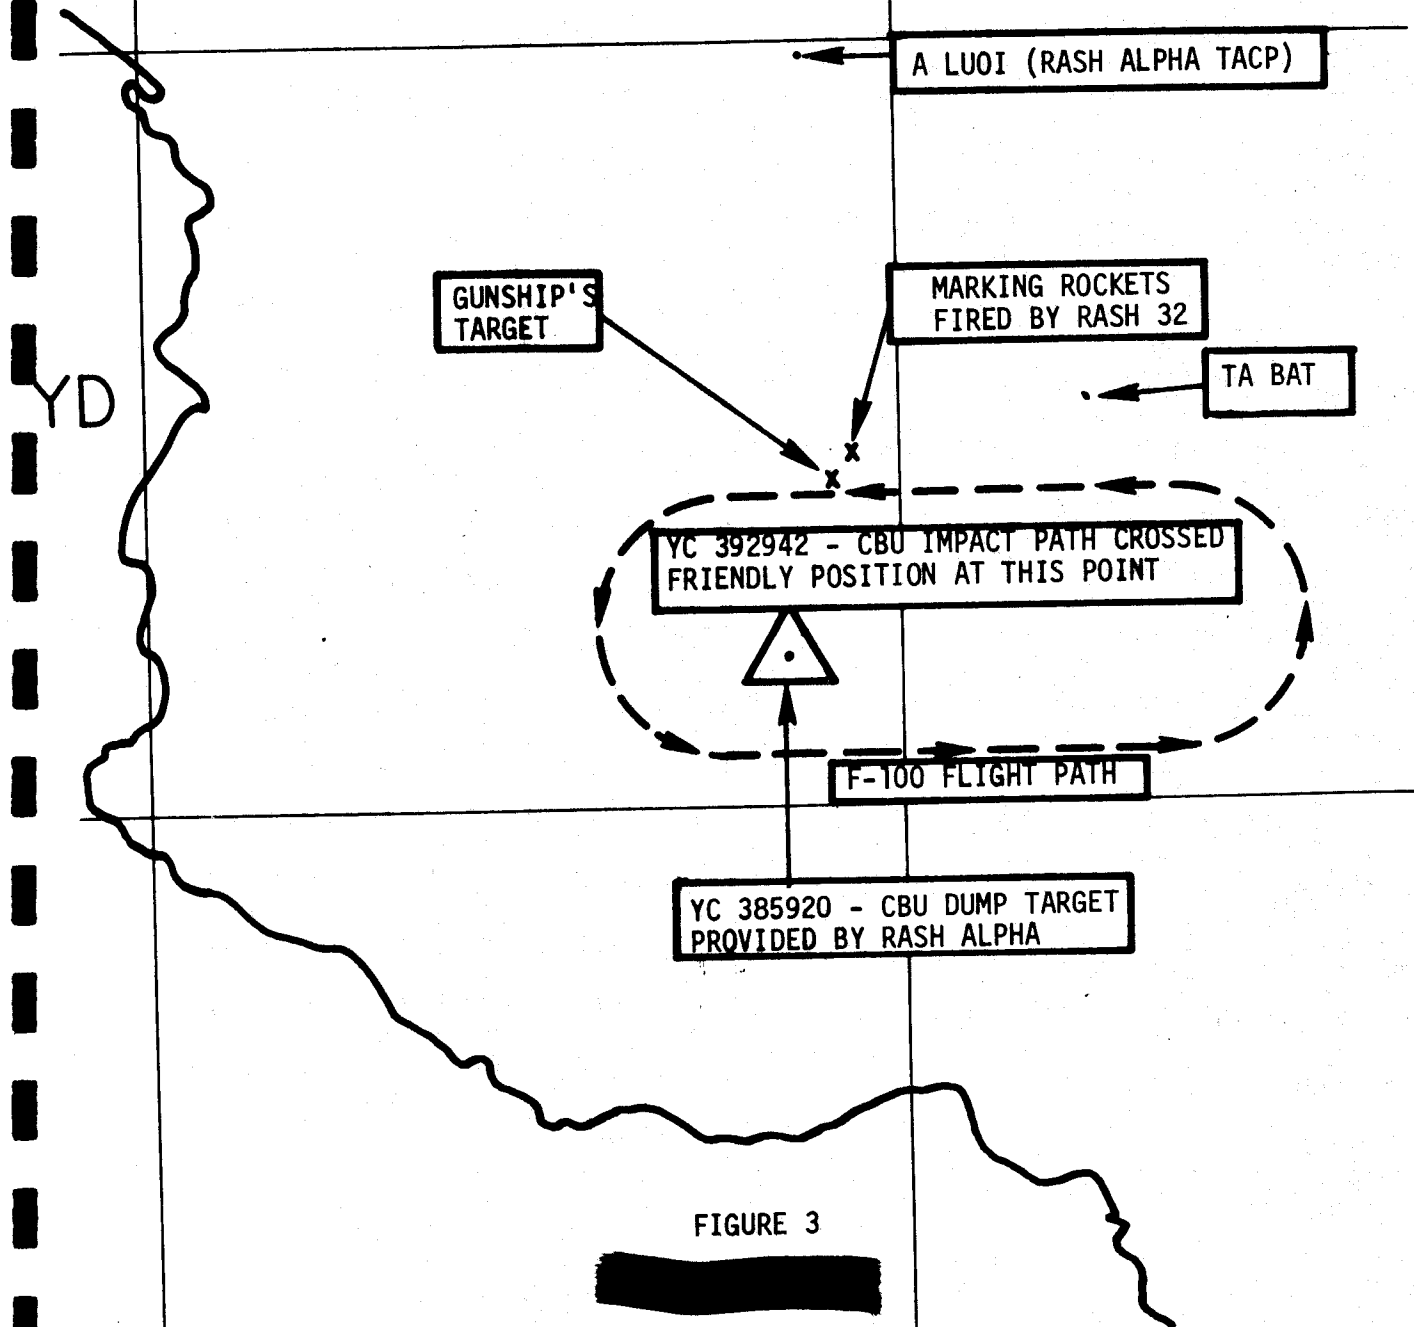 A LUOI (RASH ALPHA TACP)
GUNSHIP'S
TARGET
MARKING ROCKETS
FIRED BY RASH 32
TA BAT
YD
x
x
YC 392942 - CBU IMPACT PATH CROSSED
FRIENDLY POSITION AT THIS POINT
F-100 FLIGHT PATH
YC 385920 - CBU DUMP TARGET
PROVIDED BY RASH ALPHA
FIGURE 3